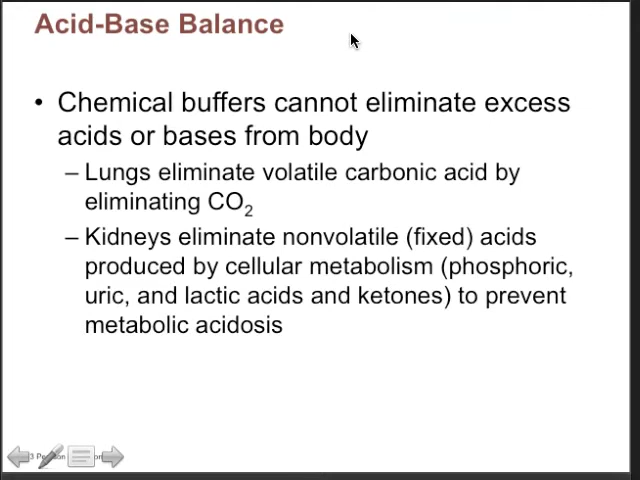 Acid-Base Balance
• Chemical buffers cannot eliminate excess
acids or bases from body
– Lungs eliminate volatile carbonic acid by
eliminating CO₂
– Kidneys eliminate nonvolatile (fixed) acids
produced by cellular metabolism (phosphoric,
uric, and lactic acids and ketones) to prevent
metabolic acidosis